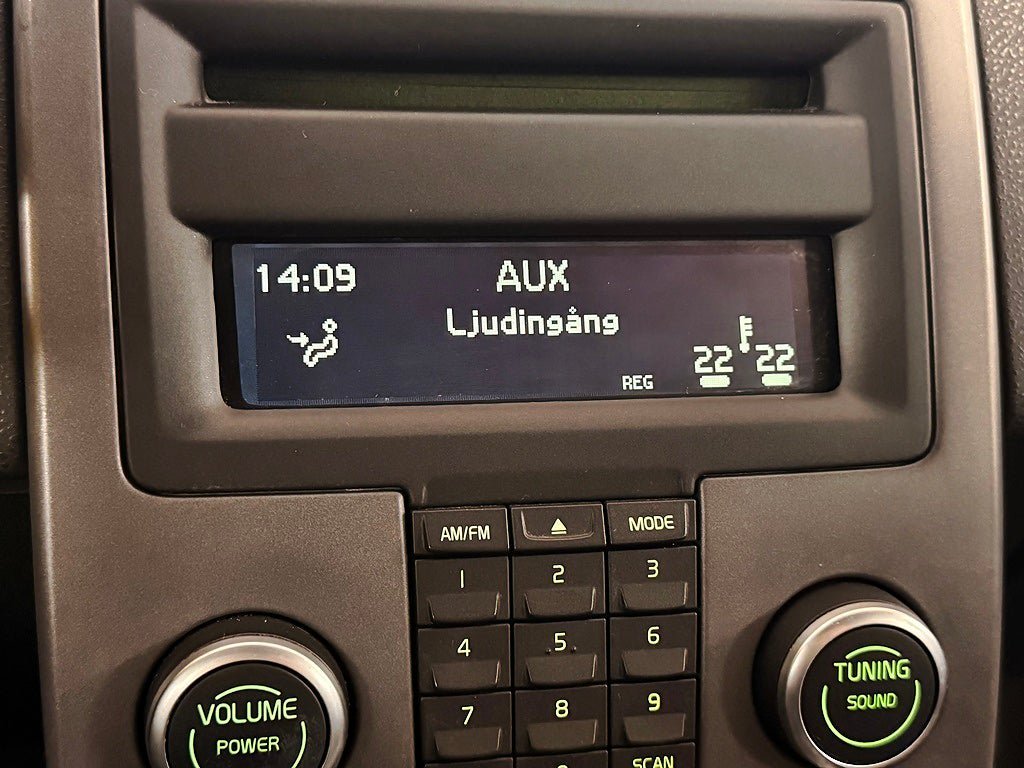 14:09 AUX
Ljudingång
22 22
REG
AM/FM MODE
1 2 3
4 5 6
7 8 9
SCAN
VOLUME
POWER
TUNING
SOUND